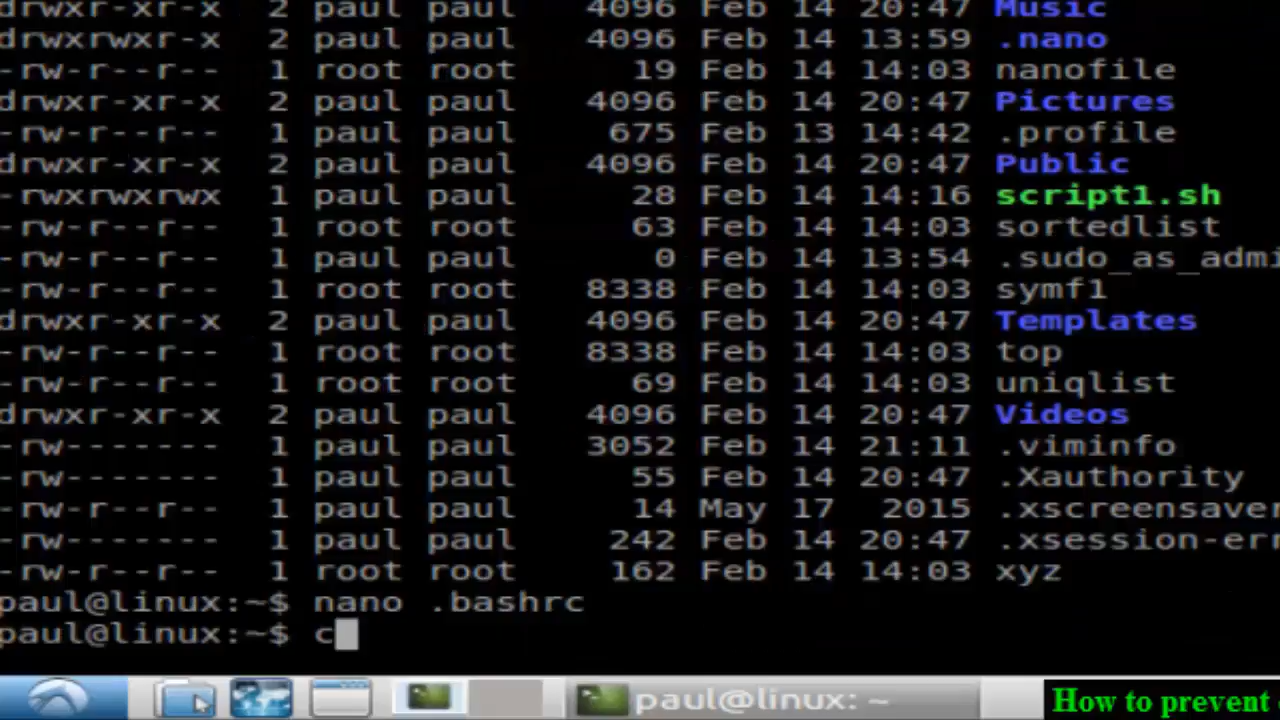 drwxr-xr-x 2 paul paul 4096 Feb 14 20:47 Music
drwxrwxr-x 2 paul paul 4096 Feb 14 13:59 .nano
-rw-r--r-- 1 root root 19 Feb 14 14:03 nanofile
drwxr-xr-x 2 paul paul 4096 Feb 14 20:47 Pictures
-rw-r--r-- 1 paul paul 675 Feb 13 14:42 .profile
drwxr-xr-x 2 paul paul 4096 Feb 14 20:47 Public
-rwxrwxrwx 1 paul paul 28 Feb 14 14:16 script1.sh
-rw-r--r-- 1 root root 63 Feb 14 14:03 sortedlist
-rw-r--r-- 1 paul paul 0 Feb 14 13:54 .sudo_as_admi
-rw-r--r-- 1 root root 8338 Feb 14 14:03 symf1
drwxr-xr-x 2 paul paul 4096 Feb 14 20:47 Templates
-rw-r--r-- 1 root root 8338 Feb 14 14:03 top
-rw-r--r-- 1 root root 69 Feb 14 14:03 uniqlist
drwxr-xr-x 2 paul paul 4096 Feb 14 20:47 Videos
-rw------- 1 paul paul 3052 Feb 14 21:11 .viminfo
-rw------- 1 paul paul 55 Feb 14 20:47 .Xauthority
-rw-r--r-- 1 paul paul 14 May 17 2015 .xscreensaver
-rw------- 1 paul paul 242 Feb 14 20:47 .xsession-err
-rw-r--r-- 1 root root 162 Feb 14 14:03 xyz
paul@linux:~$ nano .bashrc
paul@linux:~$ c
paul@linux: ~
How to prevent